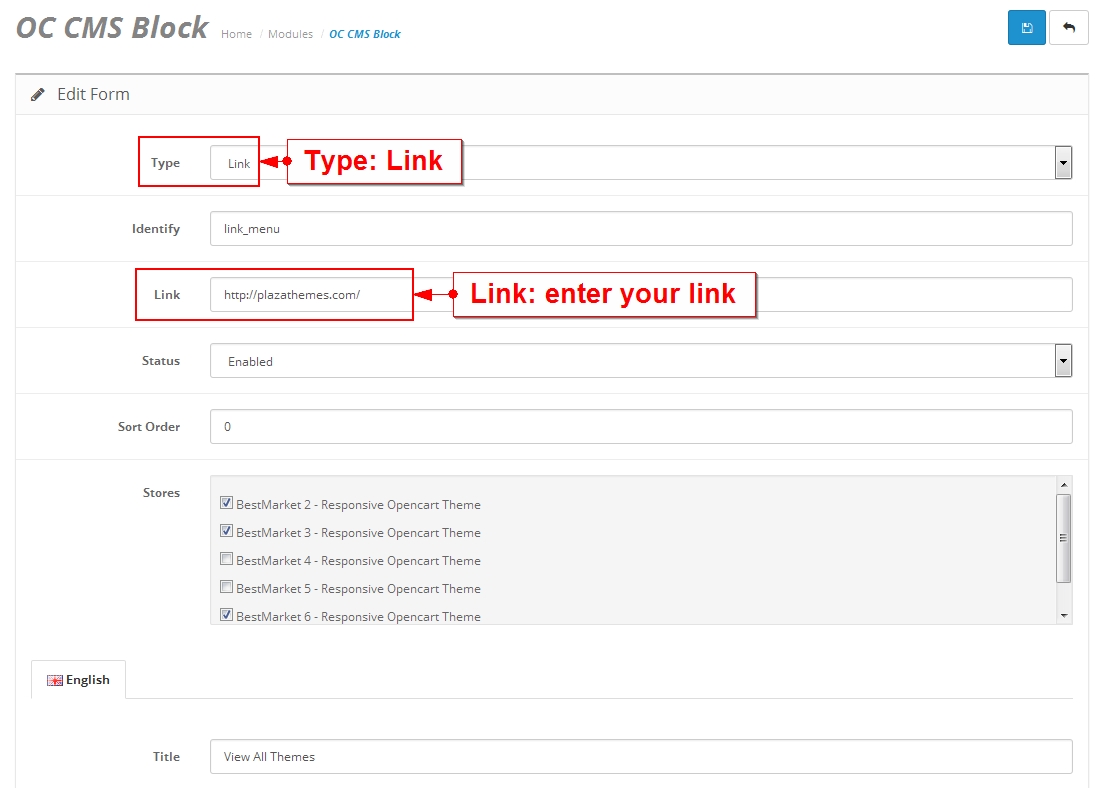 OC CMS Block Home / Modules / OC CMS Block
Edit Form
Type Link Type: Link
Identify link_menu
Link http://plazathemes.com/ Link: enter your link
Status Enabled
Sort Order 0
Stores
BestMarket 2 - Responsive Opencart Theme
BestMarket 3 - Responsive Opencart Theme
BestMarket 4 - Responsive Opencart Theme
BestMarket 5 - Responsive Opencart Theme
BestMarket 6 - Responsive Opencart Theme
English
Title View All Themes